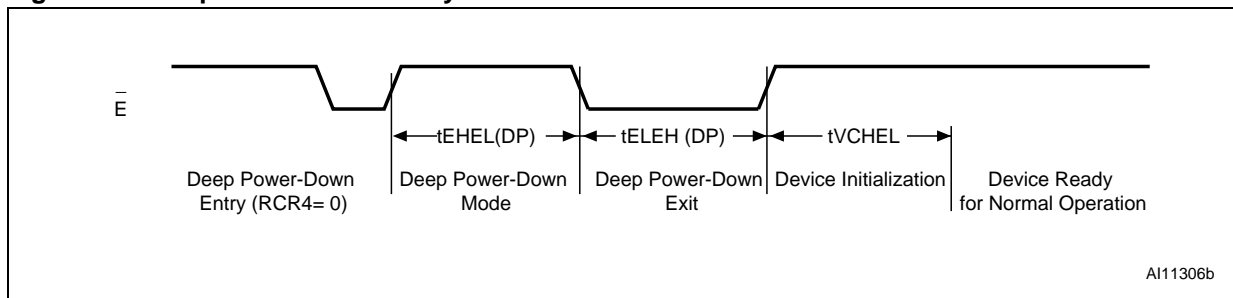 E
tEHEL(DP)
tELEH (DP)
tVCHEL
Deep Power-Down
Entry (RCR4= 0)
Deep Power-Down
Mode
Deep Power-Down
Exit
Device Initialization
Device Ready
for Normal Operation
AI11306b